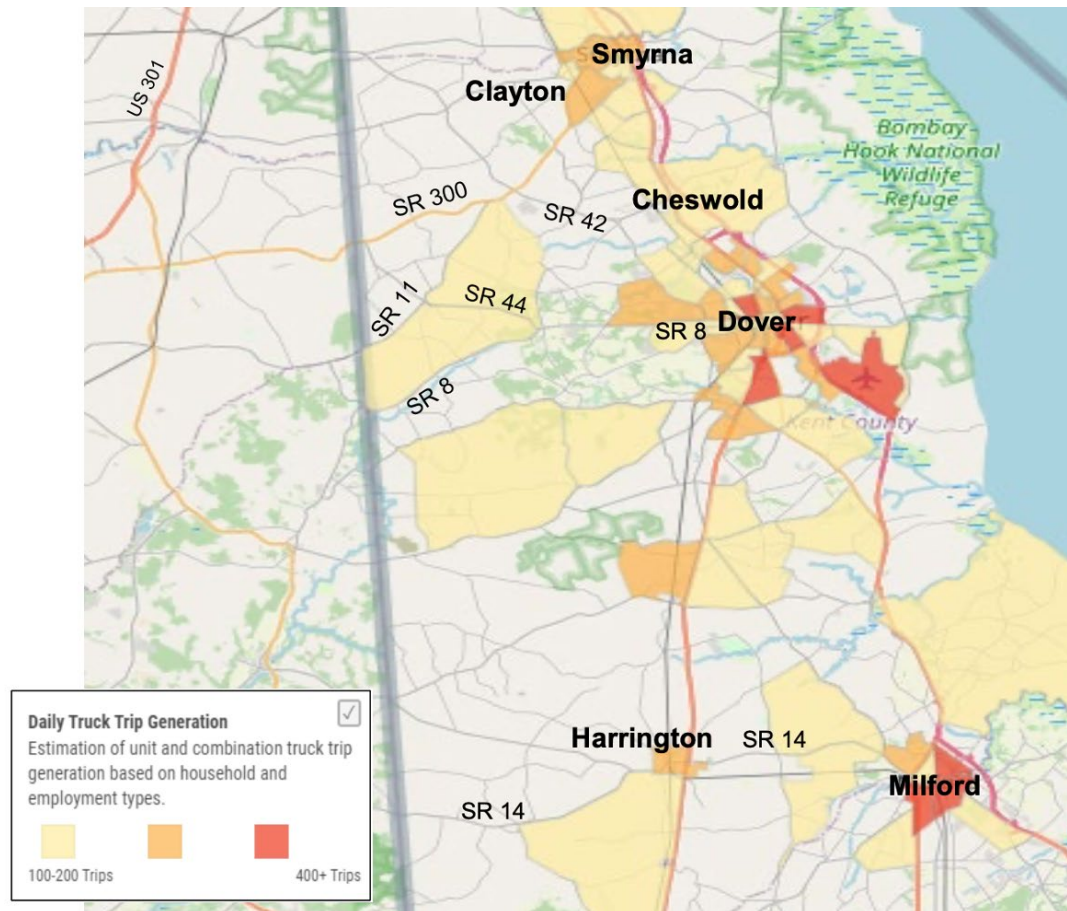 Smyrna
US 301
Clayton
Bombay
Hook National
Wildlife
Refuge
SR 300
Cheswold
SR 42
SR 11
SR 44
Dover
SR 8
SR 8
Kent County
Harrington
SR 14
Milford
SR 14
Daily Truck Trip Generation
Estimation of unit and combination truck trip
generation based on household and
employment types.
100-200 Trips
400+ Trips